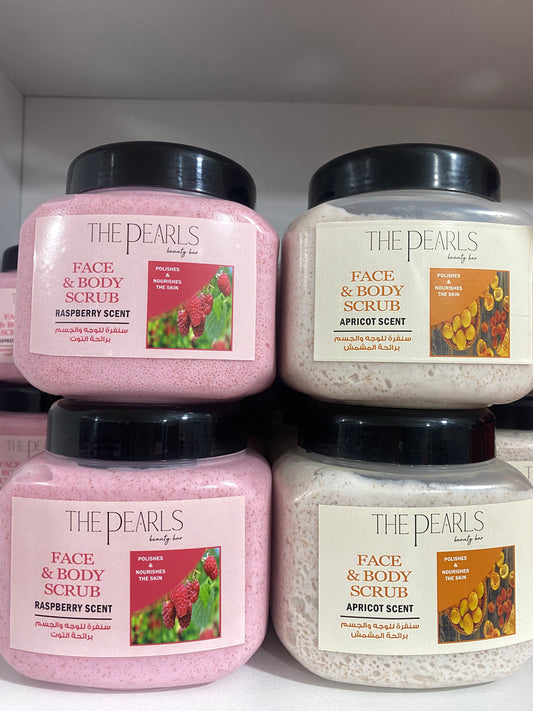 THE PEARLS
beauty bar
FACE
& BODY
SCRUB
RASPBERRY SCENT
سنفرة للوجه والجسم
برائحة التوت
POLISHES
&
NOURISHES
THE SKIN
THE PEARLS
beauty bar
FACE
& BODY
SCRUB
APRICOT SCENT
سنفرة للوجه والجسم
برائحة المشمش
POLISHES
&
NOURISHES
THE SKIN
THE PEARLS
beauty bar
FACE
& BODY
SCRUB
RASPBERRY SCENT
سنفرة للوجه والجسم
برائحة التوت
POLISHES
&
NOURISHES
THE SKIN
THE PEARLS
beauty bar
FACE
& BODY
SCRUB
APRICOT SCENT
سنفرة للوجه والجسم
برائحة المشمش
POLISHES
&
NOURISHES
THE SKIN